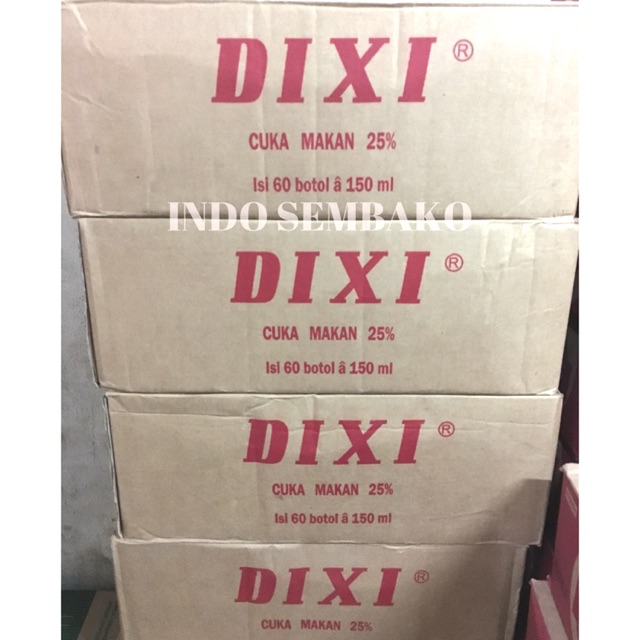 DIXI ®
CUKA MAKAN 25%
Isi 60 botol â 150 ml
INDO SEMBAKO
DIXI ®
CUKA MAKAN 25%
Isi 60 botol â 150 ml
DIXI ®
CUKA MAKAN 25%
Isi 60 botol â 150 ml
DIXI ®
CUKA MAKAN 25%